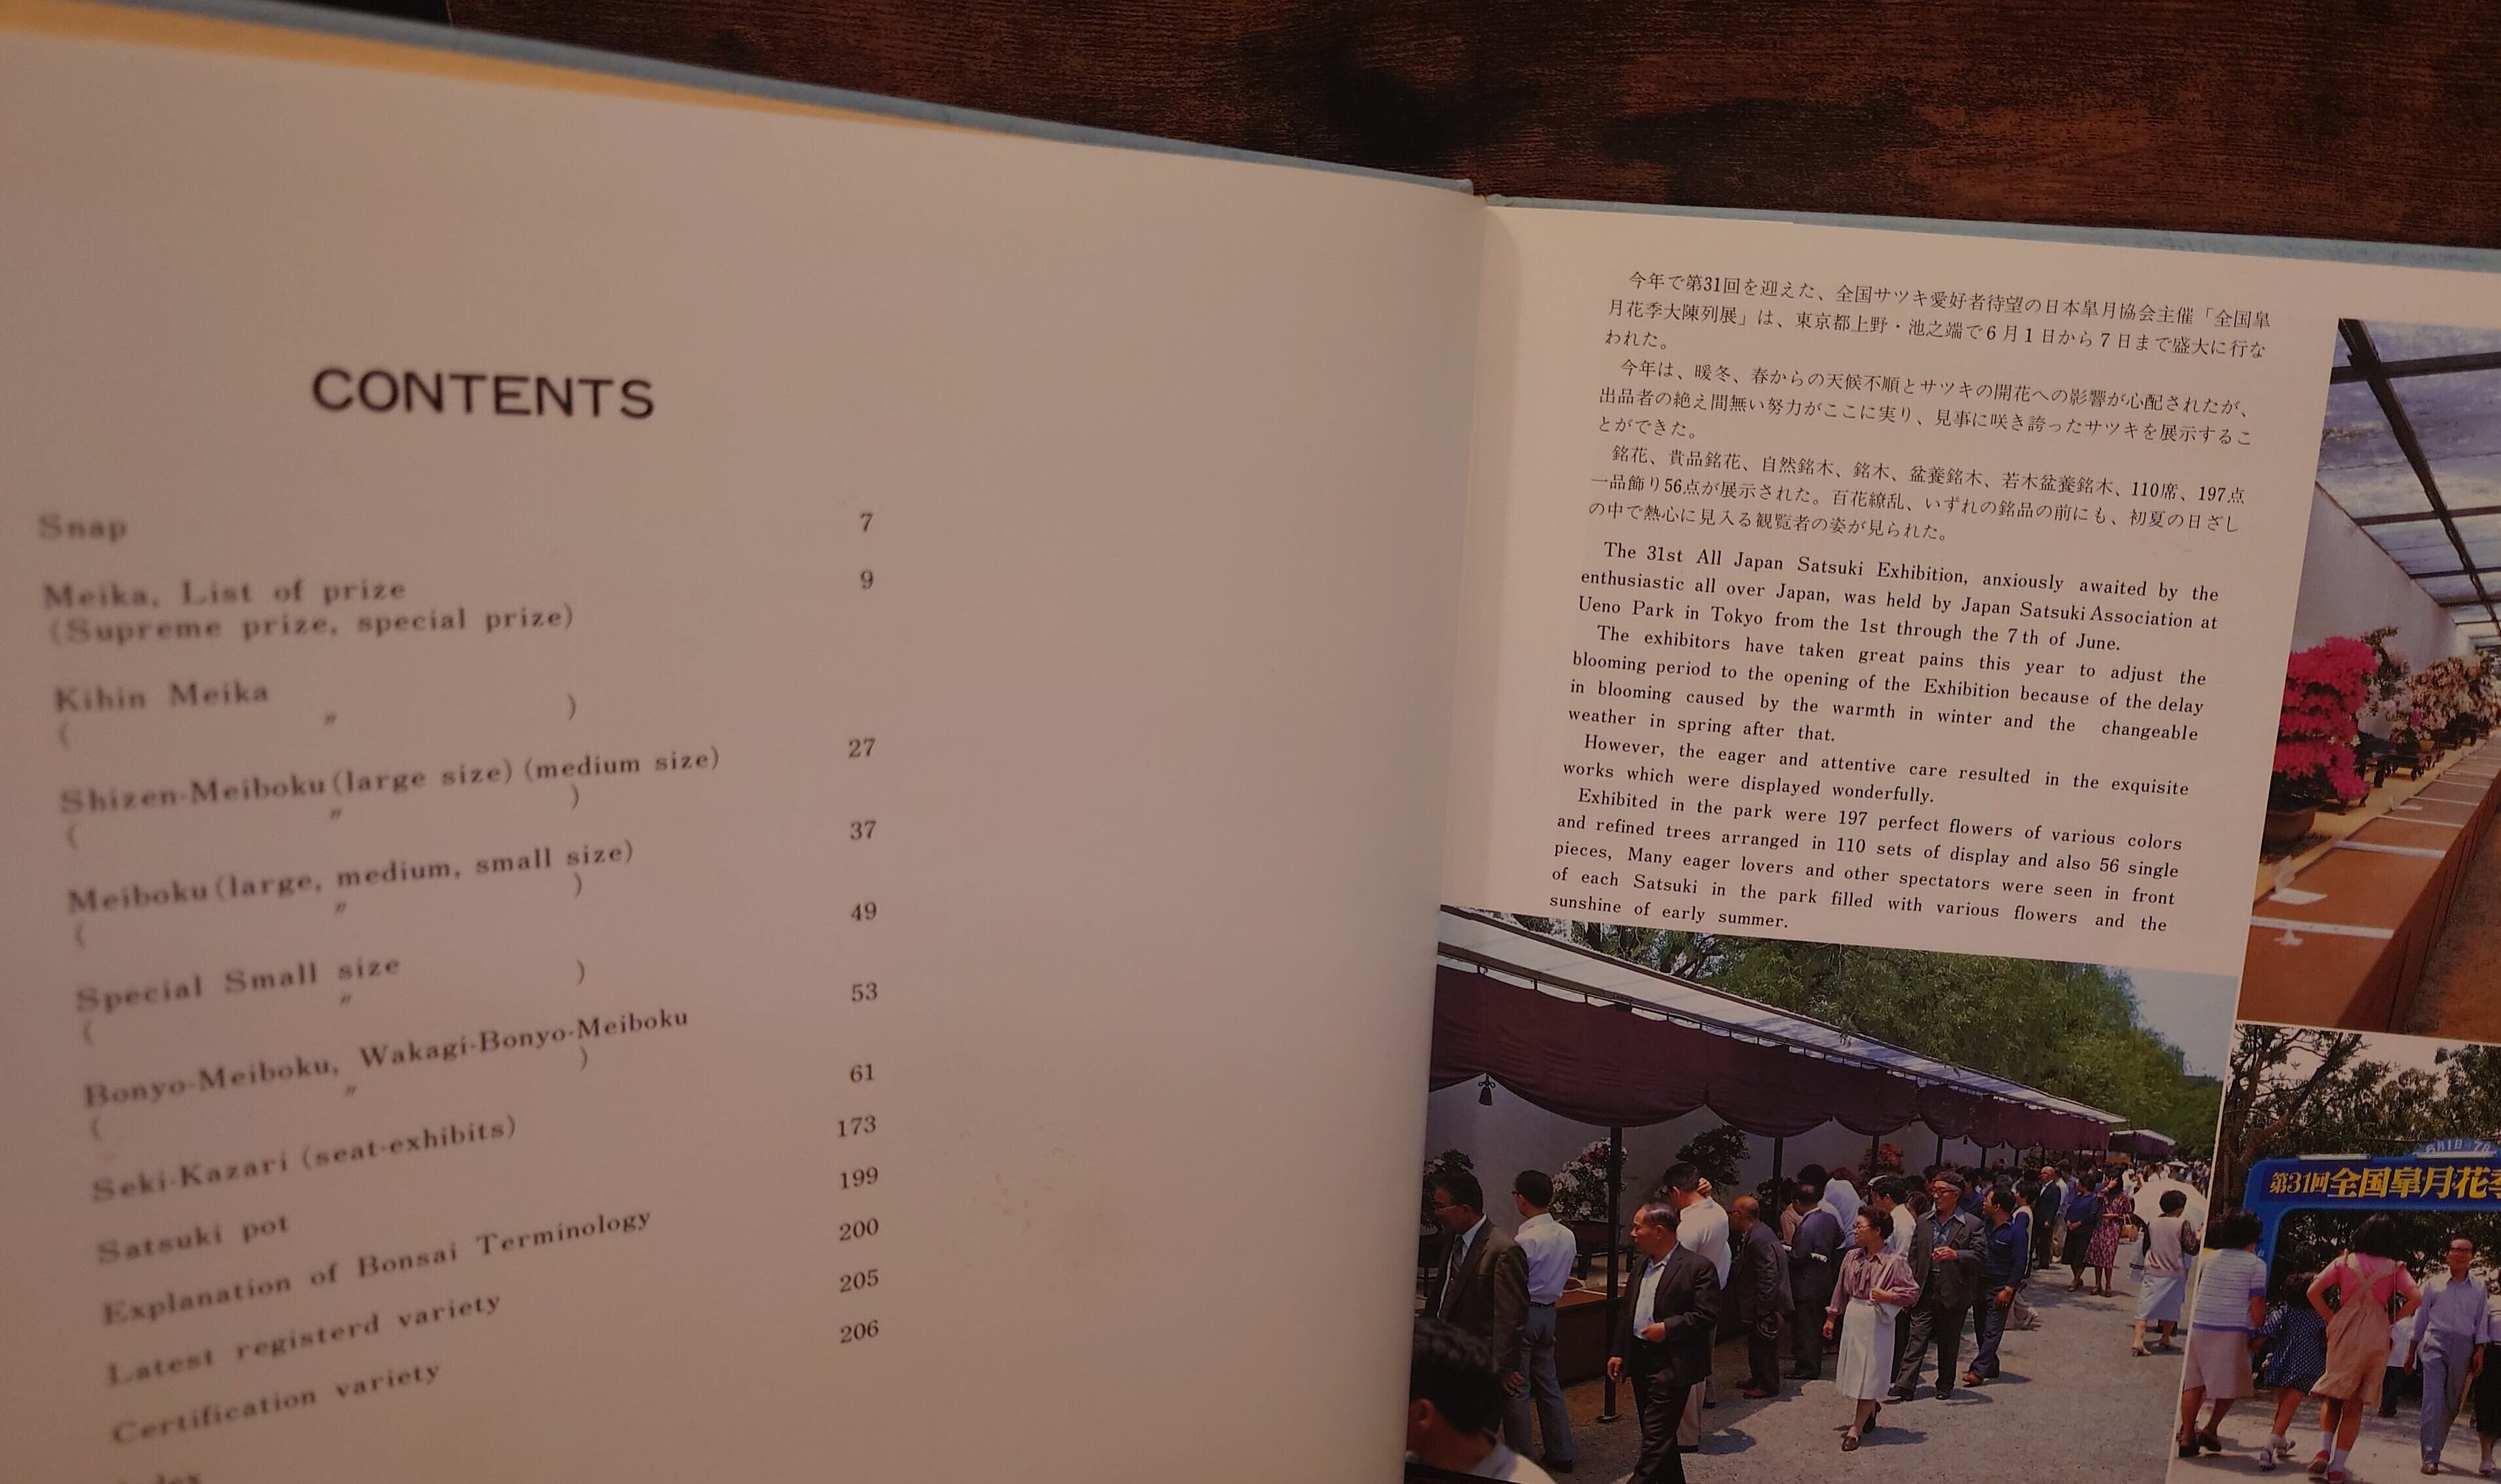 CONTENTS
Snap 7
Meika, List of prize 9
(Supreme prize, special prize)
Kihin Meika
( 〃 )
Shizen-Meiboku (large size) (medium size) 27
( 〃 )
Meiboku (large, medium, small size) 37
( 〃 )
Special Small size 49
( 〃 )
Bonyo-Meiboku, Wakagi-Bonyo-Meiboku 53
( 〃 )
Seki-Kazari (seat-exhibits) 61
Satsuki pot 173
Explanation of Bonsai Terminology 199
Latest registerd variety 200
Certification variety 205
Index 206
今年で第31回を迎えた、全国サツキ愛好者待望の日本皐月協会主催「全国皐
月花季大陳列展」は、東京都上野・池之端で6月1日から7日まで盛大に行な
われた。
今年は、暖冬、春からの天候不順とサツキの開花への影響が心配されたが、
出品者の絶え間無い努力がここに実り、見事に咲き誇ったサツキを展示するこ
とができた。
銘花、貴品銘花、自然銘木、銘木、盆養銘木、若木盆養銘木、110席、197点
一品飾り56点が展示された。百花繚乱、いずれの銘品の前にも、初夏の日ざし
の中で熱心に見入る観覧者の姿が見られた。
The 31st All Japan Satsuki Exhibition, anxiously awaited by the
enthusiastic all over Japan, was held by Japan Satsuki Association at
Ueno Park in Tokyo from the 1st through the 7th of June.
The exhibitors have taken great pains this year to adjust the
blooming period to the opening of the Exhibition because of the delay
in blooming caused by the warmth in winter and the changeable
weather in spring after that.
However, the eager and attentive care resulted in the exquisite
works which were displayed wonderfully.
Exhibited in the park were 197 perfect flowers of various colors
and refined trees arranged in 110 sets of display and also 56 single
pieces, Many eager lovers and other spectators were seen in front
of each Satsuki in the park filled with various flowers and the
sunshine of early summer.
第31回全国皐月花季